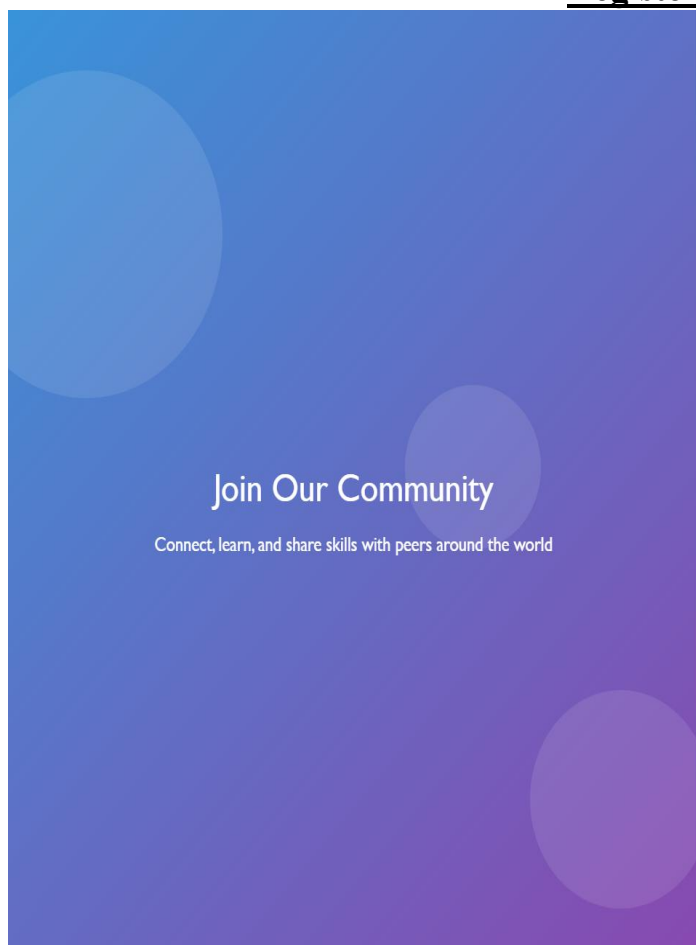 Join Our Community
Connect, learn, and share skills with peers around the world